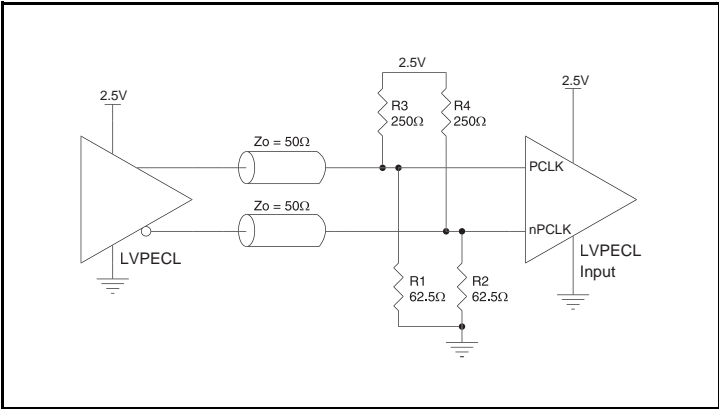 2.5V
2.5V
2.5V
R3
250Ω
R4
250Ω
Zo = 50Ω
PCLK
Zo = 50Ω
nPCLK
LVPECL
LVPECL
Input
R1
62.5Ω
R2
62.5Ω